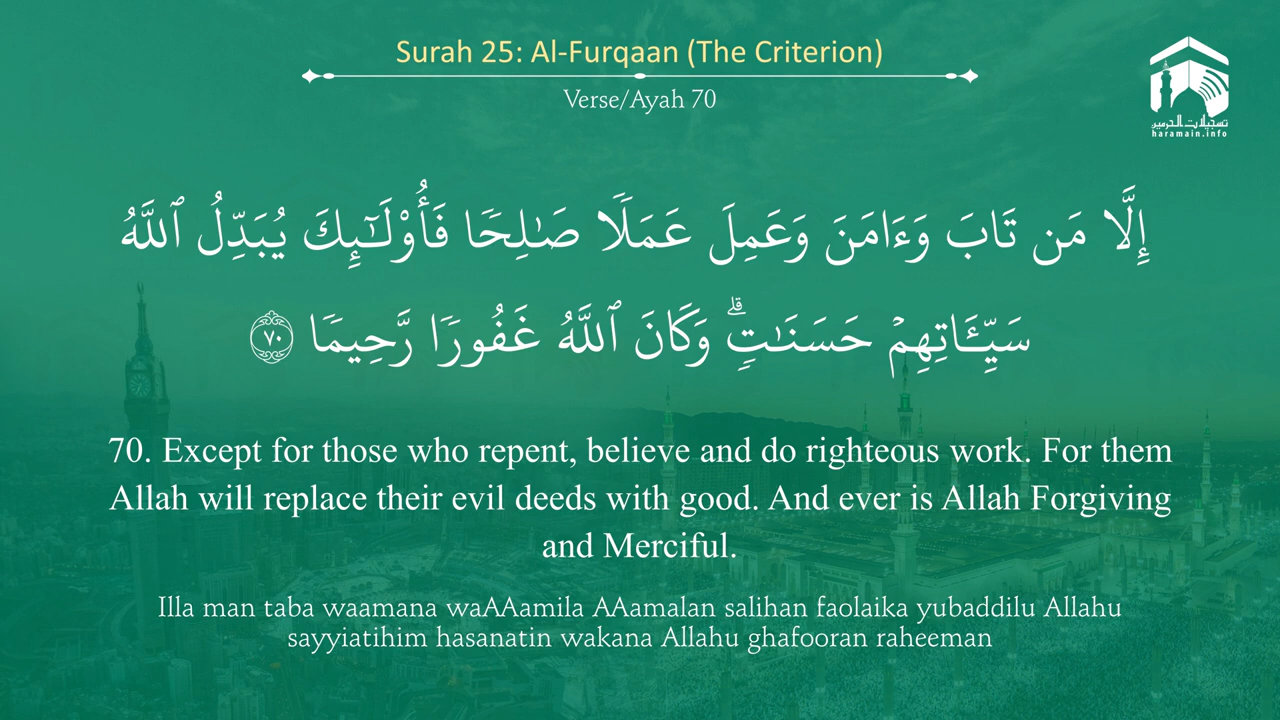 Surah 25: Al-Furqaan (The Criterion)
Verse/Ayah 70
تسجيلات الحرمين
haramain.info
إِلَّا مَن تَابَ وَءَامَنَ وَعَمِلَ عَمَلًا صَـٰلِحًا فَأُو۟لَـٰٓئِكَ يُبَدِّلُ ٱللَّهُ
سَيِّـَٔاتِهِمْ حَسَنَـٰتٍ ۗ وَكَانَ ٱللَّهُ غَفُورًا رَّحِيمًا ٧٠
70. Except for those who repent, believe and do righteous work. For them
Allah will replace their evil deeds with good. And ever is Allah Forgiving
and Merciful.
Illa man taba waamana waAAamila AAamalan salihan faolaika yubaddilu Allahu
sayyiatihim hasanatin wakana Allahu ghafooran raheeman